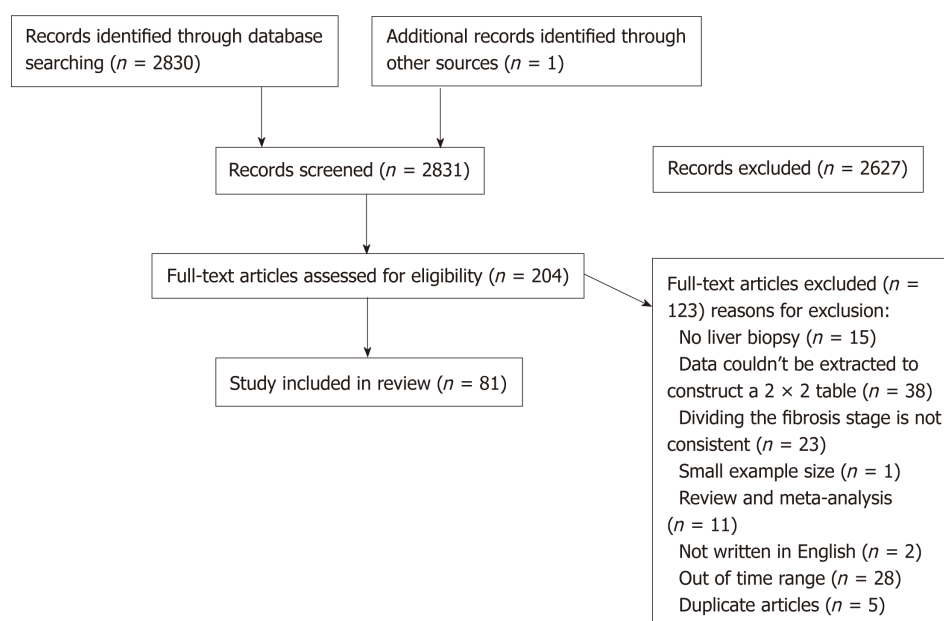 Records identified through database
searching (n = 2830)
Additional records identified through
other sources (n = 1)
Records screened (n = 2831)
Records excluded (n = 2627)
Full-text articles assessed for eligibility (n = 204)
Full-text articles excluded (n =
123) reasons for exclusion:
No liver biopsy (n = 15)
Data couldn't be extracted to
construct a 2 × 2 table (n = 38)
Dividing the fibrosis stage is not
consistent (n = 23)
Small example size (n = 1)
Review and meta-analysis
(n = 11)
Not written in English (n = 2)
Out of time range (n = 28)
Duplicate articles (n = 5)
Study included in review (n = 81)